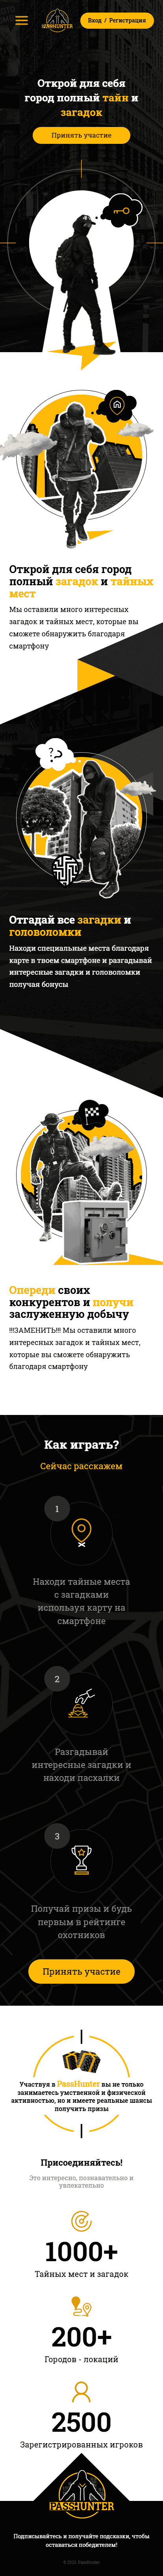 PASSHUNTER
Вход / Регистрация
Открой для себя
город полный тайн и
загадок
Принять участие
Открой для себя город
полный загадок и тайных
мест
Мы оставили много интересных
загадок и тайных мест, которые вы
сможете обнаружить благодаря
смартфону
Отгадай все загадки и
головоломки
Находи специальные места благодаря
карте в твоем смартфоне и разгадывай
интересные загадки и головоломки
получая бонусы
Опереди своих
конкурентов и получи
заслуженную добычу
!!!ЗАМЕНИТЬ!!! Мы оставили много
интересных загадок и тайных мест,
которые вы сможете обнаружить
благодаря смартфону
Как играть?
Сейчас расскажем
1
Находи тайные места
с загадками
используя карту на
смартфоне
2
Разгадывай
интересные загадки и
находи пасхалки
3
Получай призы и будь
первым в рейтинге
охотников
Принять участие
Участвуя в PassHunter вы не только
занимаетесь умственной и физической
активностью, но и имеете реальные шансы
получить призы
Присоединяйтесь!
Это интересно, познавательно и
увлекательно
1000+
Тайных мест и загадок
200+
Городов - локаций
2500
Зарегистрированных игроков
PASSHUNTER
Подписывайтесь и получайте подсказки, чтобы
оставаться победителем!